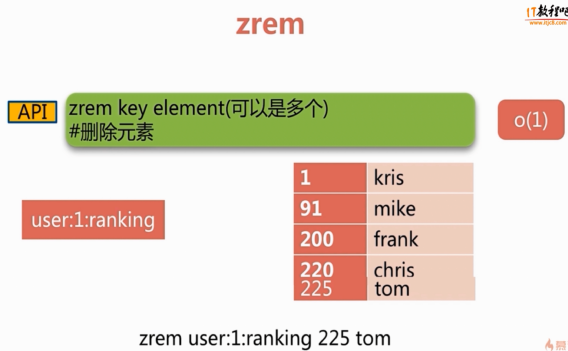 zrem
IT教程吧
www.itjc8.com
API
zrem key element(可以是多个)
#删除元素
o(1)
user:1:ranking
1 kris
91 mike
200 frank
220 chris
225 tom
zrem user:1:ranking 225 tom